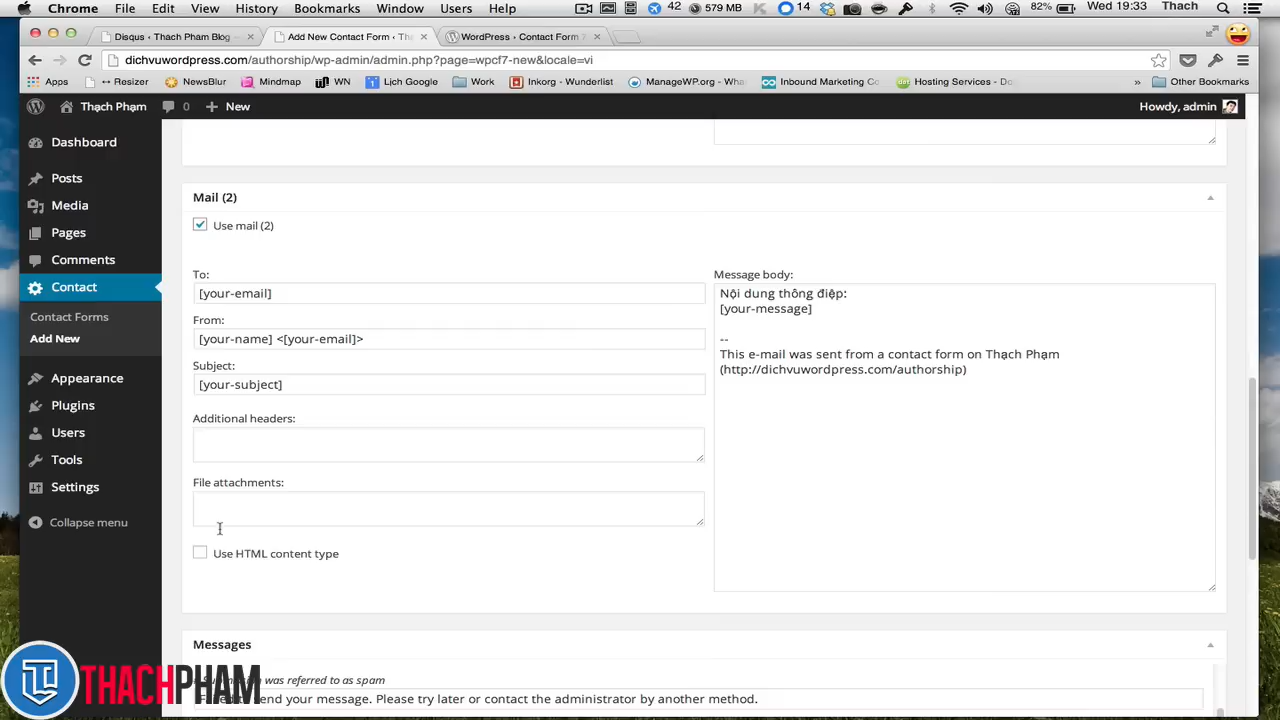 Chrome File Edit View History Bookmarks Window Users Help 42 579 MB 14 82% Wed 19:33 Thach
Disqus - Thach Pham Blog Add New Contact Form ‹ Th WordPress › Contact Form 7
dichvuwordpress.com/authorship/wp-admin/admin.php?page=wpcf7-new&locale=vi
Apps ↔ Resizer NewsBlur Mindmap WN Lịch Google Work Inbox - Wunderlist ManageWP.org - Wha Inbound Marketing Co Hosting Services - Do » Other Bookmarks
Thạch Phạm 0 + New Howdy, admin
Dashboard
Posts
Media
Pages
Comments
Contact
Contact Forms
Add New
Appearance
Plugins
Users
Tools
Settings
Collapse menu
Mail (2)
Use mail (2)
To:
[your-email]
From:
[your-name] <[your-email]>
Subject:
[your-subject]
Additional headers:
File attachments:
Use HTML content type
Message body:
Nội dung thông điệp:
[your-message]
--
This e-mail was sent from a contact form on Thạch Phạm
(http://dichvuwordpress.com/authorship)
Messages
was referred to as spam
end your message. Please try later or contact the administrator by another method.
THACHPHAM